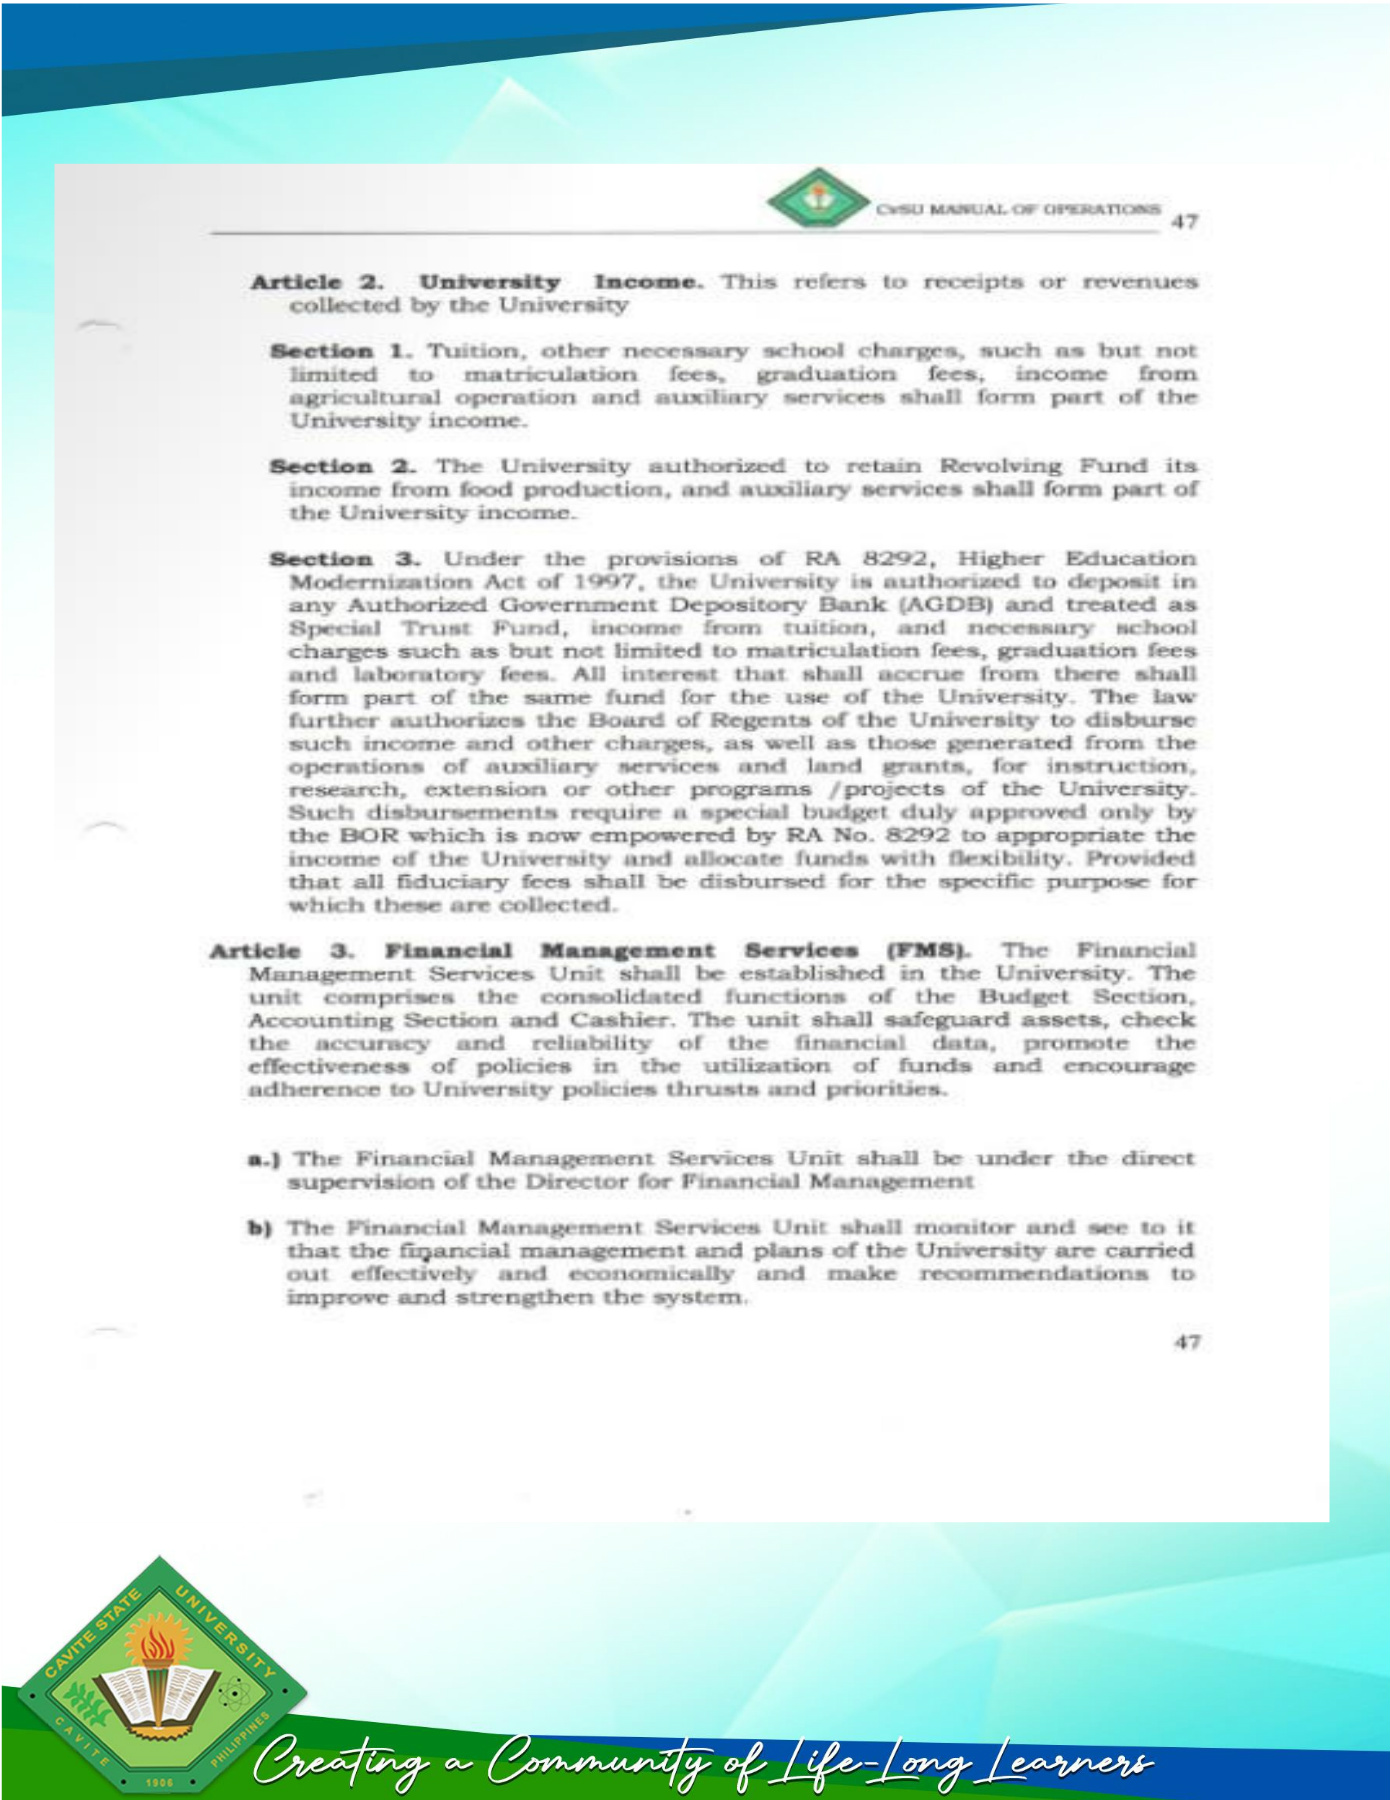 CvSU MANUAL OF OPERATIONS
47
Article 2. University Income. This refers to receipts or revenues
collected by the University
Section 1. Tuition, other necessary school charges, such as but not
limited to matriculation fees, graduation fees, income from
agricultural operation and auxiliary services shall form part of the
University income.
Section 2. The University authorized to retain Revolving Fund its
income from food production, and auxiliary services shall form part of
the University income.
Section 3. Under the provisions of RA 8292, Higher Education
Modernization Act of 1997, the University is authorized to deposit in
any Authorized Government Depository Bank (AGDB) and treated as
Special Trust Fund, income from tuition, and necessary school
charges such as but not limited to matriculation fees, graduation fees
and laboratory fees. All interest that shall accrue from there shall
form part of the same fund for the use of the University. The law
further authorizes the Board of Regents of the University to disburse
such income and other charges, as well as those generated from the
operations of auxiliary services and land grants, for instruction,
research, extension or other programs /projects of the University.
Such disbursements require a special budget duly approved only by
the BOR which is now empowered by RA No. 8292 to appropriate the
income of the University and allocate funds with flexibility. Provided
that all fiduciary fees shall be disbursed for the specific purpose for
which these are collected.
Article 3. Financial Management Services (FMS). The Financial
Management Services Unit shall be established in the University. The
unit comprises the consolidated functions of the Budget Section,
Accounting Section and Cashier. The unit shall safeguard assets, check
the accuracy and reliability of the financial data, promote the
effectiveness of policies in the utilization of funds and encourage
adherence to University policies thrusts and priorities.
a.) The Financial Management Services Unit shall be under the direct
supervision of the Director for Financial Management
b) The Financial Management Services Unit shall monitor and see to it
that the financial management and plans of the University are carried
out effectively and economically and make recommendations to
improve and strengthen the system.
47
CAVITE STATE UNIVERSITY
CAVITE 1906 PHILIPPINES
Creating a Community of Life-Long Learners